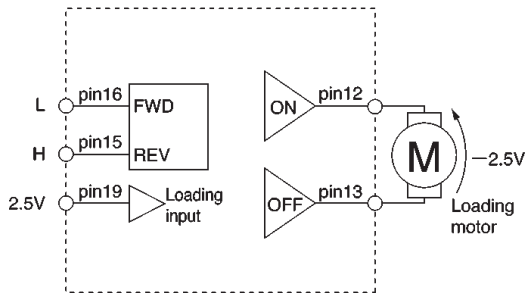 L
pin16
FWD
H
pin15
REV
2.5V
pin19
Loading
input
ON
pin12
OFF
pin13
M
—2.5V
Loading
motor